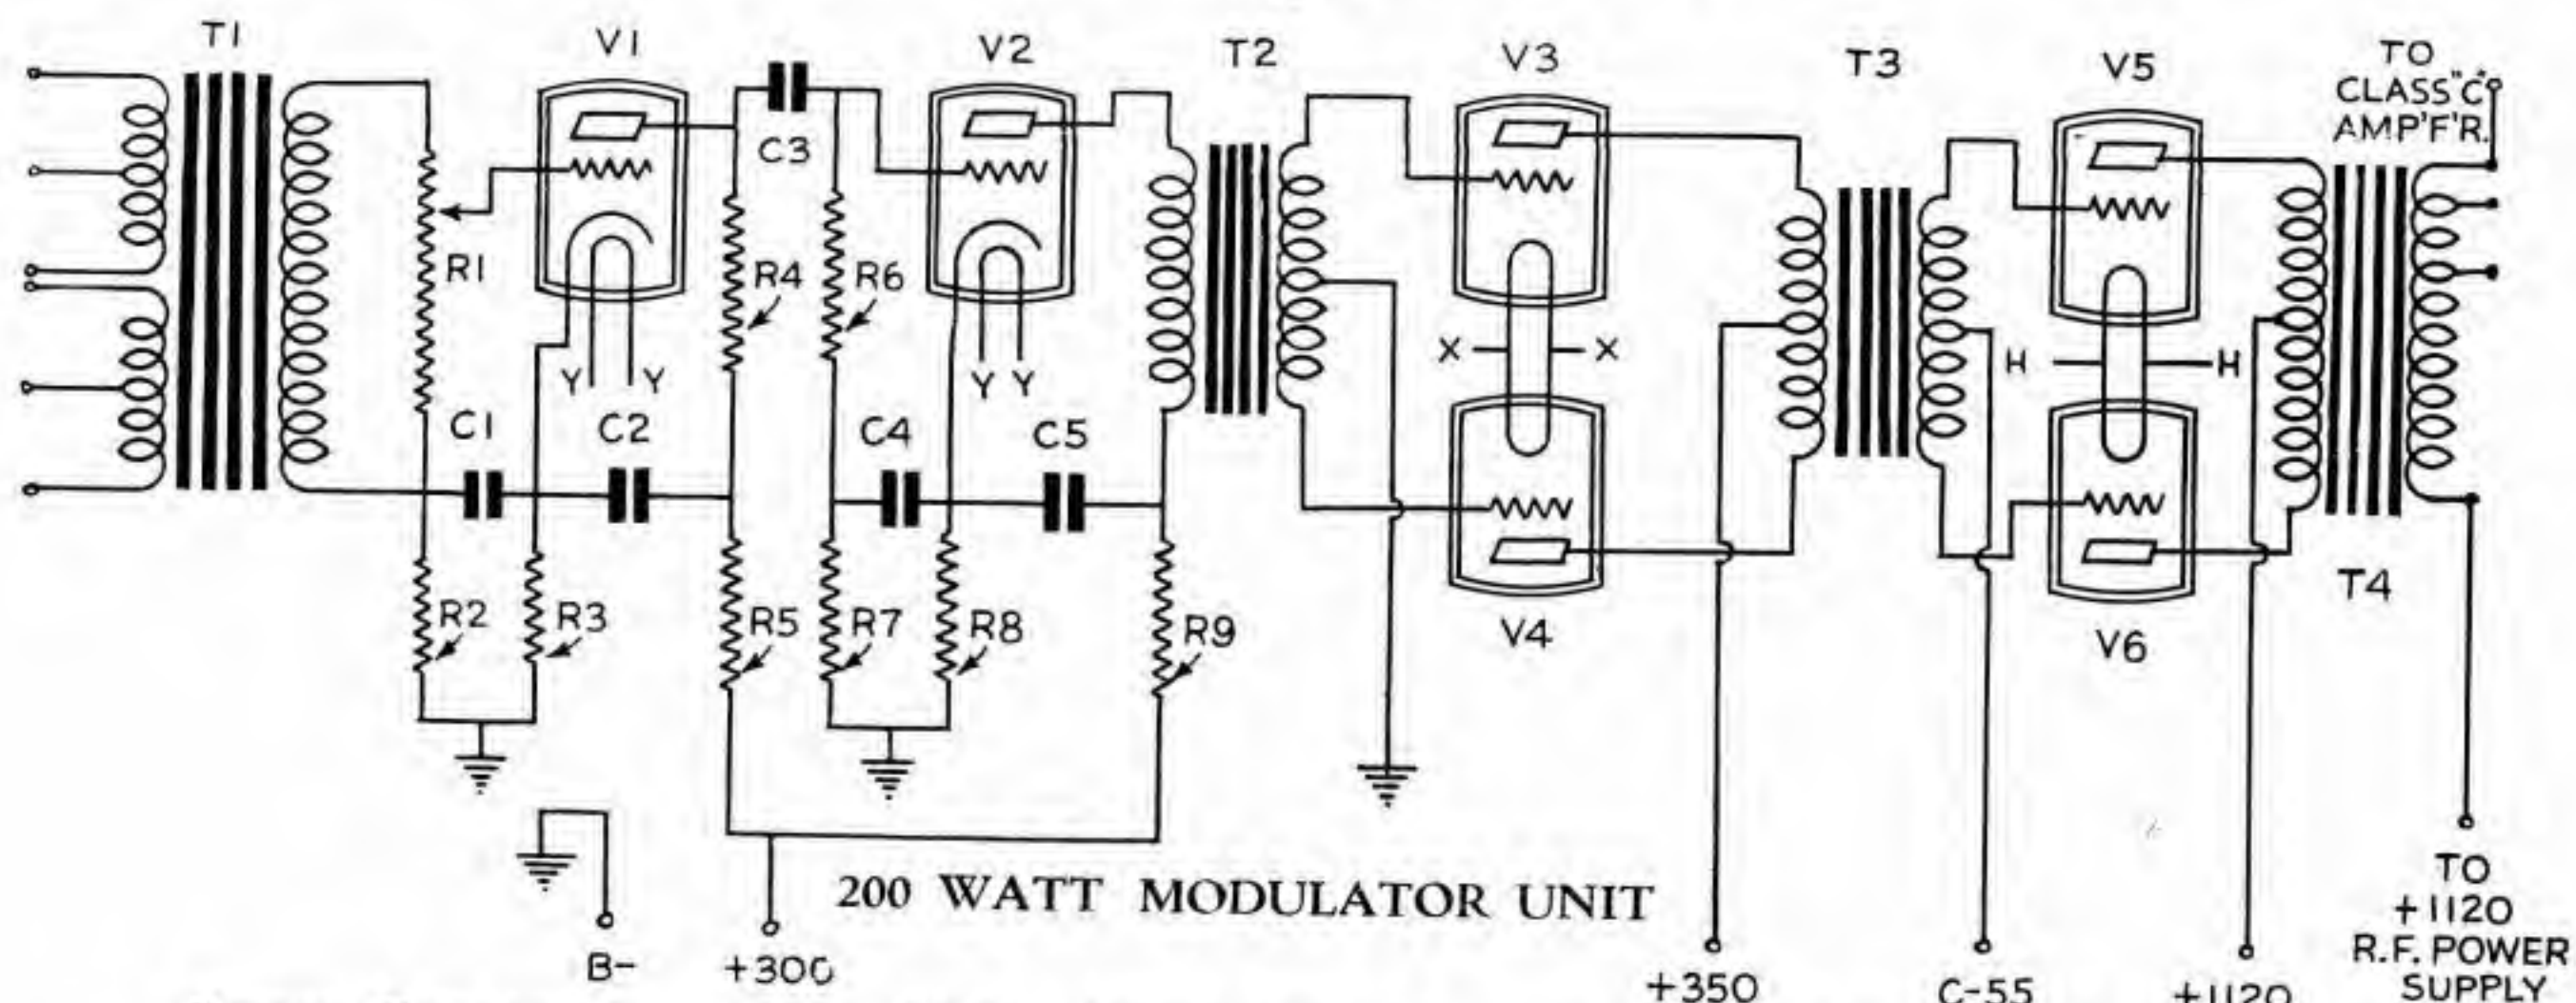 T1
V1
V2
T2
V3
T3
V5
TO
CLASS "C"
AMP'F'R.
C3
R1
R4
R6
X
X
H
H
Y
Y
Y
Y
C1
C2
C4
C5
R2
R3
R5
R7
R8
R9
V4
V6
T4
200 WATT MODULATOR UNIT
B-
+300
+350
C-55
+1120
TO
+1120
R.F. POWER
SUPPLY